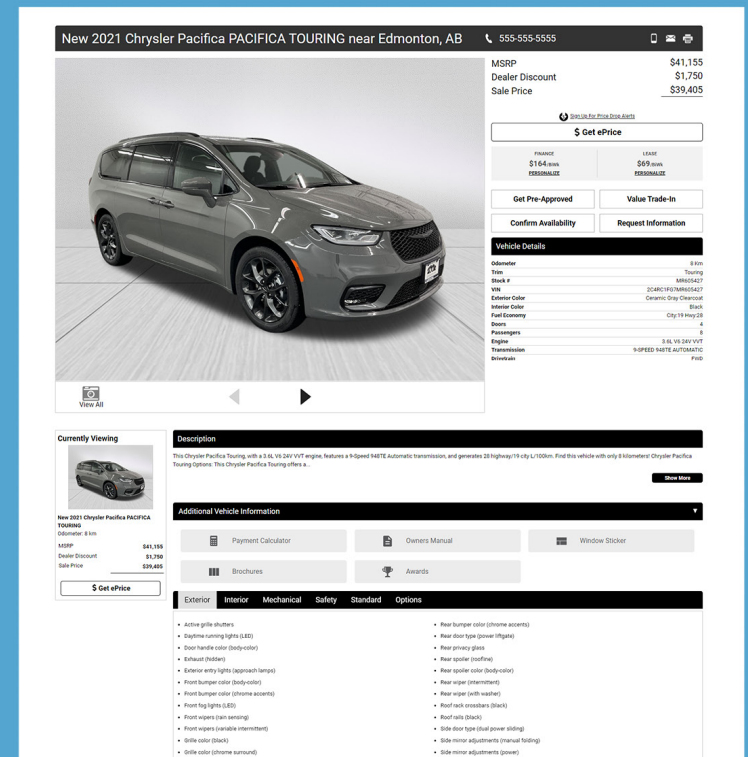 New 2021 Chrysler Pacifica PACIFICA TOURING near Edmonton, AB
555-555-5555
MSRP $41,155
Dealer Discount $1,750
Sale Price $39,405
Sign Up For Price Drop Alerts
$ Get ePrice
FINANCE LEASE
$164 /BiWk $69 /BiWk
PERSONALIZE PERSONALIZE
Get Pre-Approved Value Trade-In
Confirm Availability Request Information
Vehicle Details
Odometer 8 Km
Trim Touring
Stock # MR605427
VIN 2C4RC1FG7MR605427
Exterior Color Ceramic Gray Clearcoat
Interior Color Black
Fuel Economy City:19 Hwy:28
Doors 4
Passengers 8
Engine 3.6L V6 24V VVT
Transmission 9-SPEED 948TE AUTOMATIC
Drivetrain FWD
View All
Currently Viewing
New 2021 Chrysler Pacifica PACIFICA
TOURING
Odometer: 8 km
MSRP $41,155
Dealer Discount $1,750
Sale Price $39,405
$ Get ePrice
Description
This Chrysler Pacifica Touring, with a 3.6L V6 24V VVT engine, features a 9-Speed 948TE Automatic transmission, and generates 28 highway/19 city L/100km. Find this vehicle with only 8 kilometers! Chrysler Pacifica
Touring Options: This Chrysler Pacifica Touring offers a...
Show More
Additional Vehicle Information
Payment Calculator Owners Manual Window Sticker
Brochures Awards
Exterior Interior Mechanical Safety Standard Options
• Active grille shutters
• Daytime running lights (LED)
• Door handle color (body-color)
• Exhaust (hidden)
• Exterior entry lights (approach lamps)
• Front bumper color (body-color)
• Front bumper color (chrome accents)
• Front fog lights (LED)
• Front wipers (rain sensing)
• Front wipers (variable intermittent)
• Grille color (black)
• Grille color (chrome surround)
• Rear bumper color (chrome accents)
• Rear door type (power liftgate)
• Rear privacy glass
• Rear spoiler (roofline)
• Rear spoiler color (body-color)
• Rear wiper (intermittent)
• Rear wiper (with washer)
• Roof rack crossbars (black)
• Roof rails (black)
• Side door type (dual power sliding)
• Side mirror adjustments (manual folding)
• Side mirror adjustments (power)